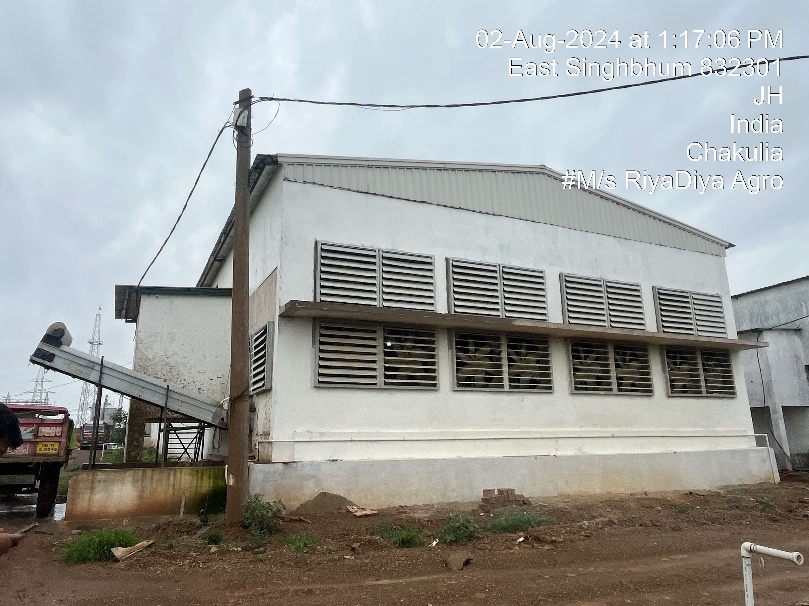 02-Aug-2024 at 1:17:06 PM
East Singhbhum 832301
JH
India
Chakulia
#M/s RiyaDiya Agro